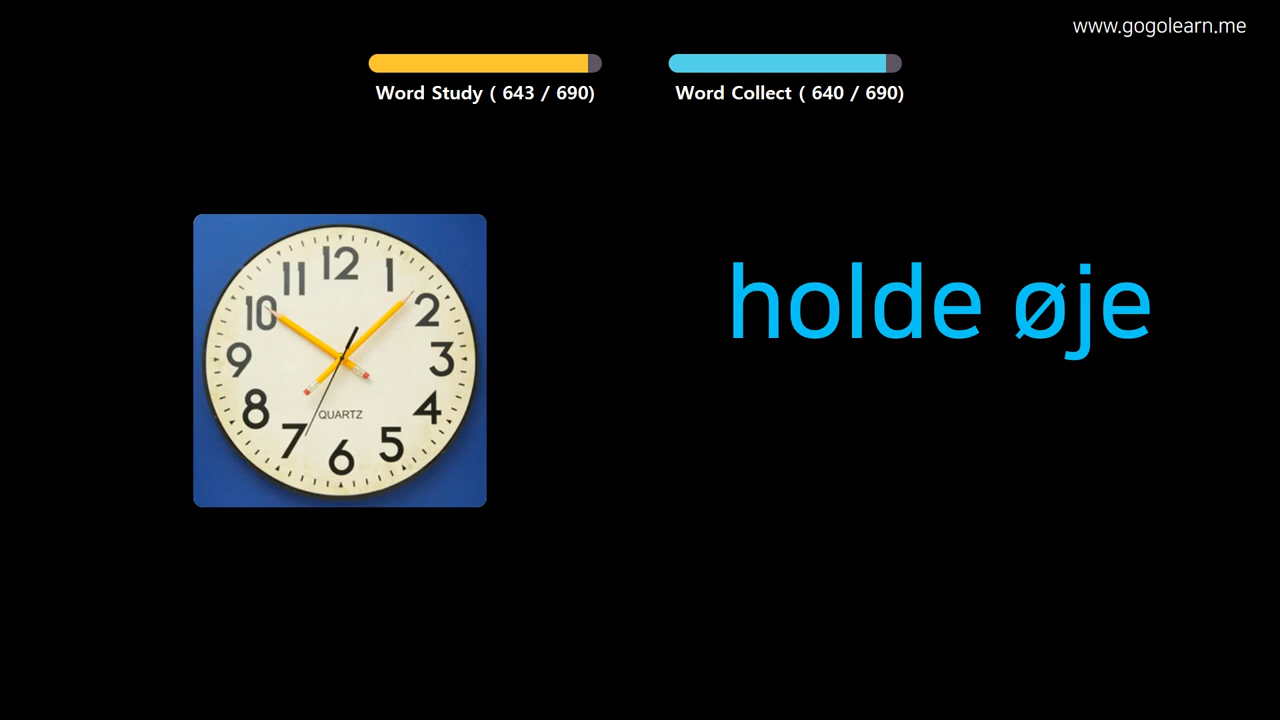 www.gogolearn.me
Word Study ( 643 / 690)
Word Collect ( 640 / 690)
12
11
1
10
2
9
3
8
4
QUARTZ
7
5
6
holde øje